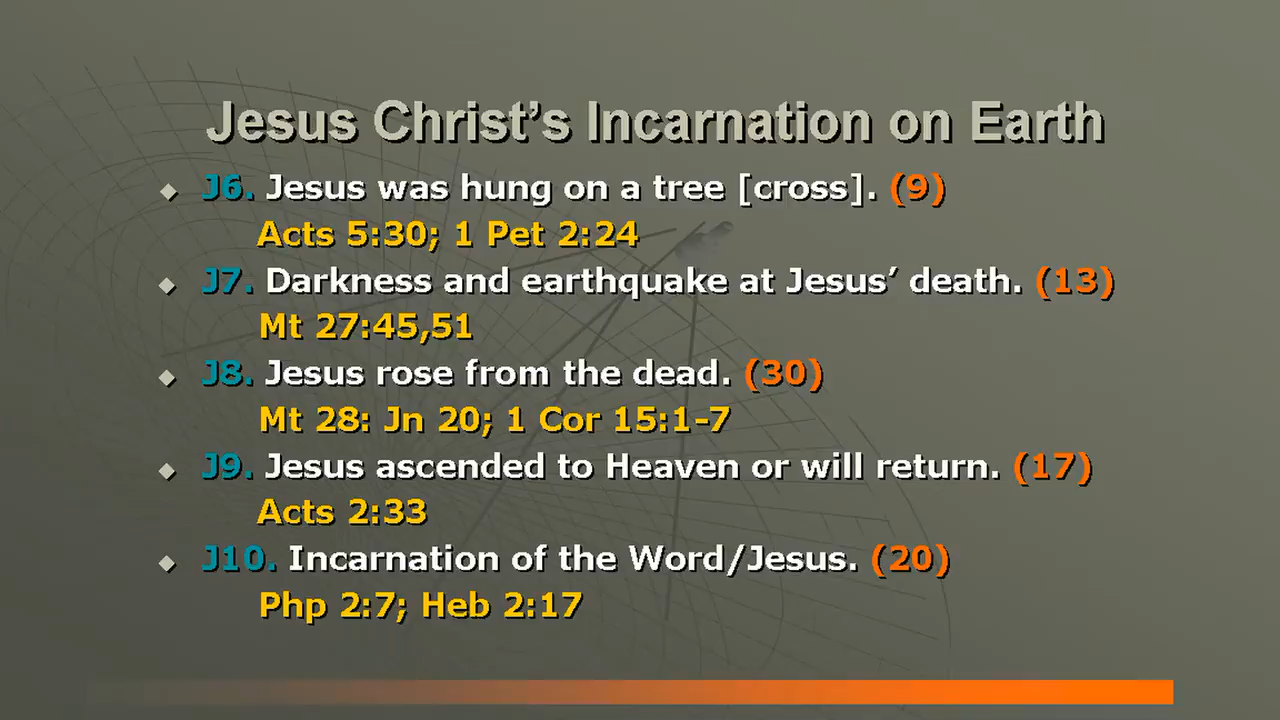 Jesus Christ’s Incarnation on Earth
J6. Jesus was hung on a tree [cross]. (9)
Acts 5:30; 1 Pet 2:24
J7. Darkness and earthquake at Jesus’ death. (13)
Mt 27:45,51
J8. Jesus rose from the dead. (30)
Mt 28: Jn 20; 1 Cor 15:1-7
J9. Jesus ascended to Heaven or will return. (17)
Acts 2:33
J10. Incarnation of the Word/Jesus. (20)
Php 2:7; Heb 2:17